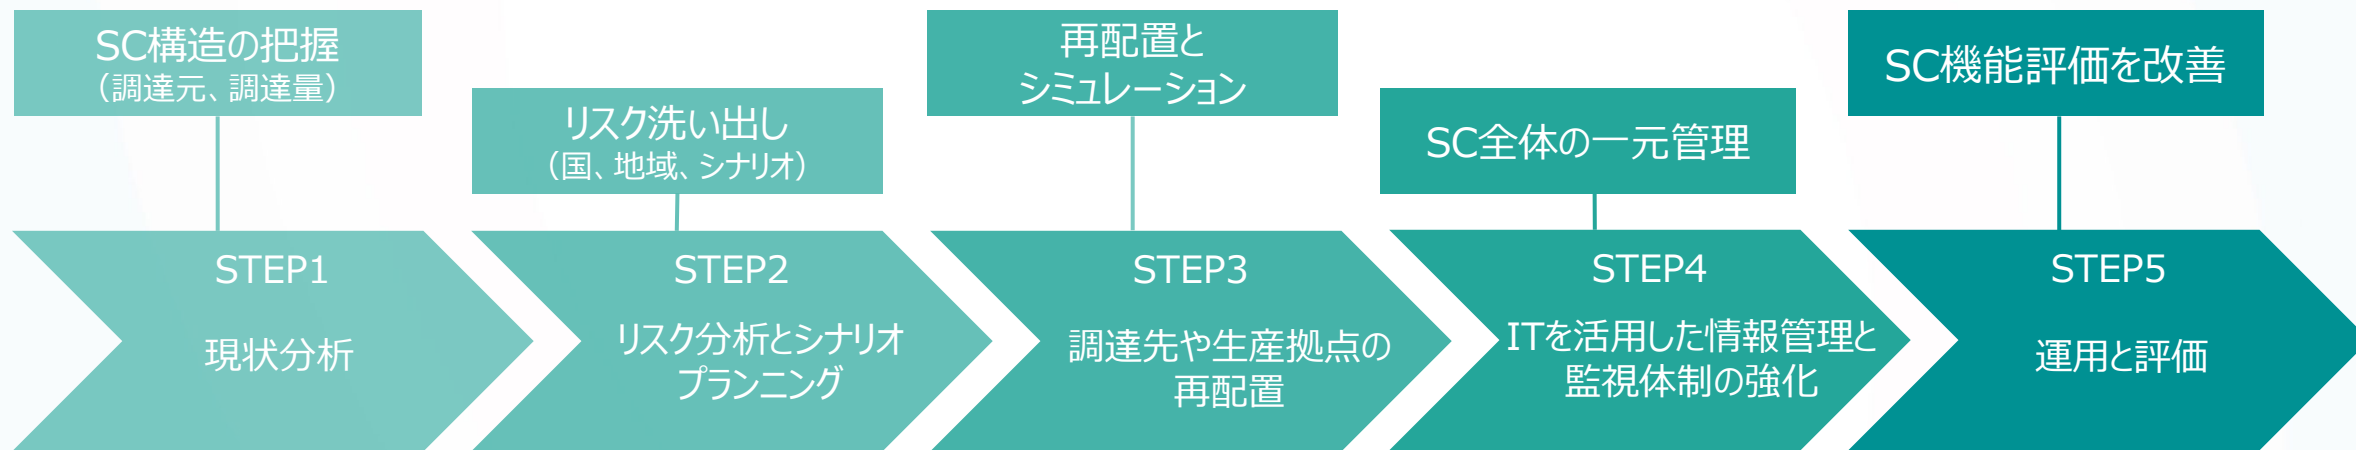 SC構造の把握
（調達元、調達量）
リスク洗い出し
（国、地域、シナリオ）
再配置と
シミュレーション
SC全体の一元管理
SC機能評価を改善
STEP1
現状分析
STEP2
リスク分析とシナリオ
プランニング
STEP3
調達先や生産拠点の
再配置
STEP4
ITを活用した情報管理と
監視体制の強化
STEP5
運用と評価